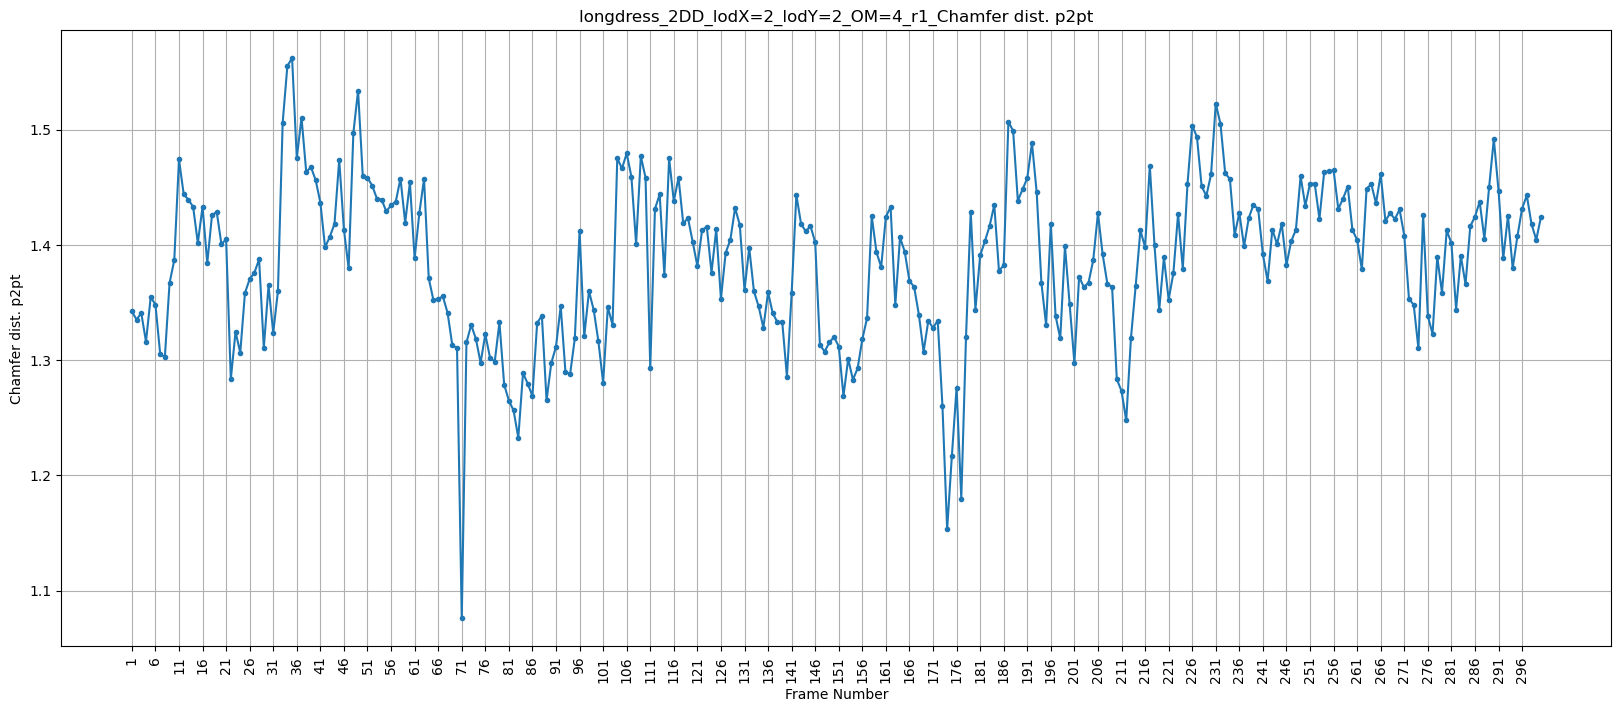 longdress_2DD_lodX=2_lodY=2_OM=4_r1_Chamfer dist. p2pt
Chamfer dist. p2pt
1.5
1.4
1.3
1.2
1.1
1 6 11 16 21 26 31 36 41 46 51 56 61 66 71 76 81 86 91 96 101 106 111 116 121 126 131 136 141 146 151 156 161 166 171 176 181 186 191 196 201 206 211 216 221 226 231 236 241 246 251 256 261 266 271 276 281 286 291 296
Frame Number